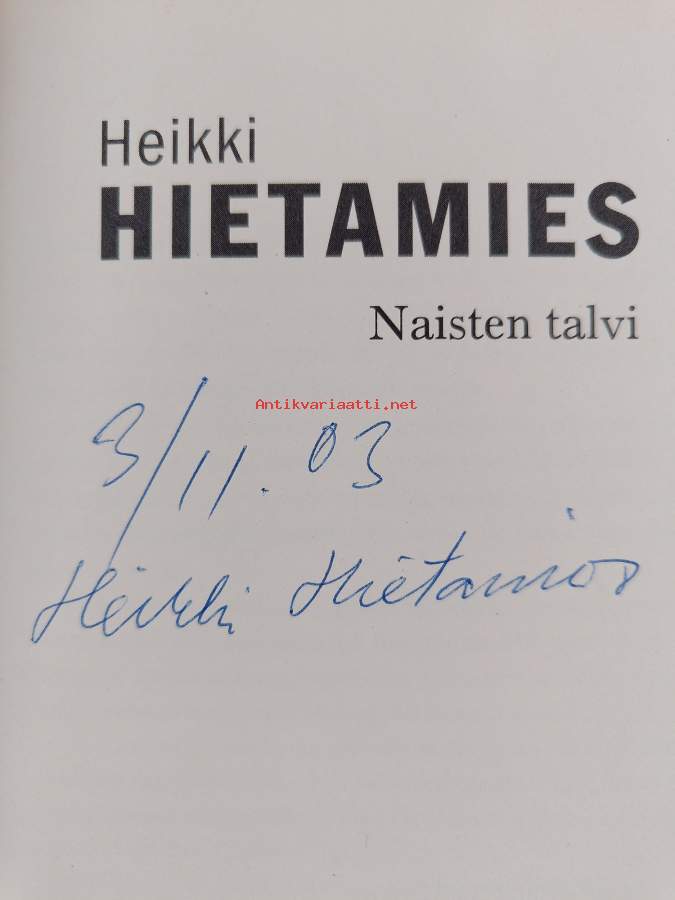 Heikki
HIETAMIES
Naisten talvi
Antikvariaatti.net
3/11.03
Heikki Hietamies